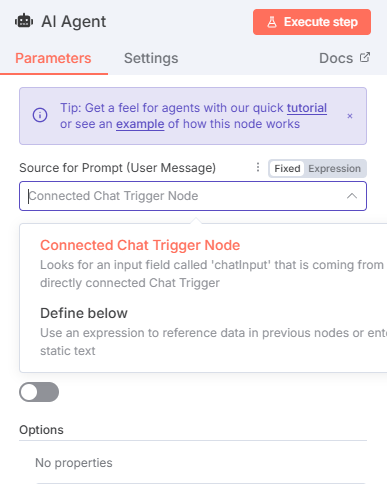 AI Agent
Execute step
Parameters
Settings
Docs
Tip: Get a feel for agents with our quick tutorial
or see an example of how this node works
Source for Prompt (User Message)
Fixed
Expression
Connected Chat Trigger Node
Connected Chat Trigger Node
Looks for an input field called 'chatInput' that is coming from
directly connected Chat Trigger
Define below
Use an expression to reference data in previous nodes or ente
static text
Options
No properties